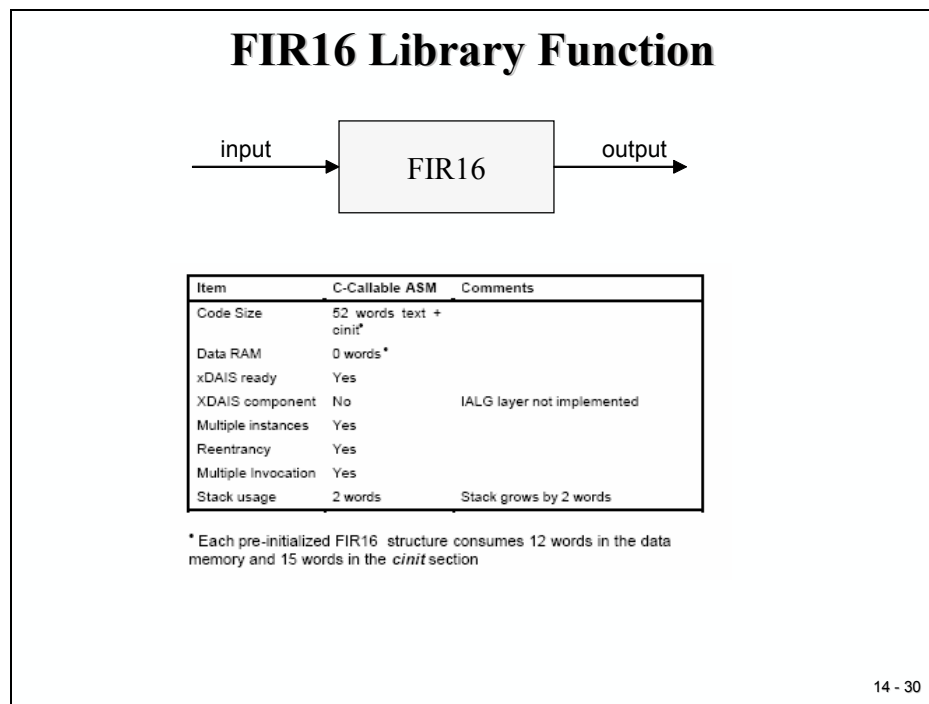 FIR16 Library Function
input
FIR16
output
Item C-Callable ASM Comments
Code Size 52 words text +
cinit•
Data RAM 0 words•
xDAIS ready Yes
XDAIS component No IALG layer not implemented
Multiple instances Yes
Reentrancy Yes
Multiple Invocation Yes
Stack usage 2 words Stack grows by 2 words
• Each pre-initialized FIR16 structure consumes 12 words in the data
memory and 15 words in the cinit section
14 - 30